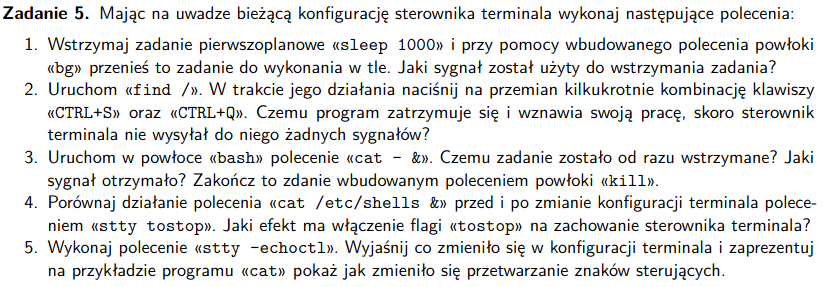 Zadanie 5. Mając na uwadze bieżącą konfigurację sterownika terminala wykonaj następujące polecenia:
1. Wstrzymaj zadanie pierwszoplanowe «sleep 1000» i przy pomocy wbudowanego polecenia powłoki
«bg» przenieś to zadanie do wykonania w tle. Jaki sygnał został użyty do wstrzymania zadania?
2. Uruchom «find /». W trakcie jego działania naciśnij na przemian kilkukrotnie kombinację klawiszy
«CTRL+S» oraz «CTRL+Q». Czemu program zatrzymuje się i wznawia swoją pracę, skoro sterownik
terminala nie wysyłał do niego żadnych sygnałów?
3. Uruchom w powłoce «bash» polecenie «cat - &». Czemu zadanie zostało od razu wstrzymane? Jaki
sygnał otrzymało? Zakończ to zdanie wbudowanym poleceniem powłoki «kill».
4. Porównaj działanie polecenia «cat /etc/shells &» przed i po zmianie konfiguracji terminala polece-
niem «stty tostop». Jaki efekt ma włączenie flagi «tostop» na zachowanie sterownika terminala?
5. Wykonaj polecenie «stty -echoctl». Wyjaśnij co zmieniło się w konfiguracji terminala i zaprezentuj
na przykładzie programu «cat» pokaż jak zmieniło się przetwarzanie znaków sterujących.